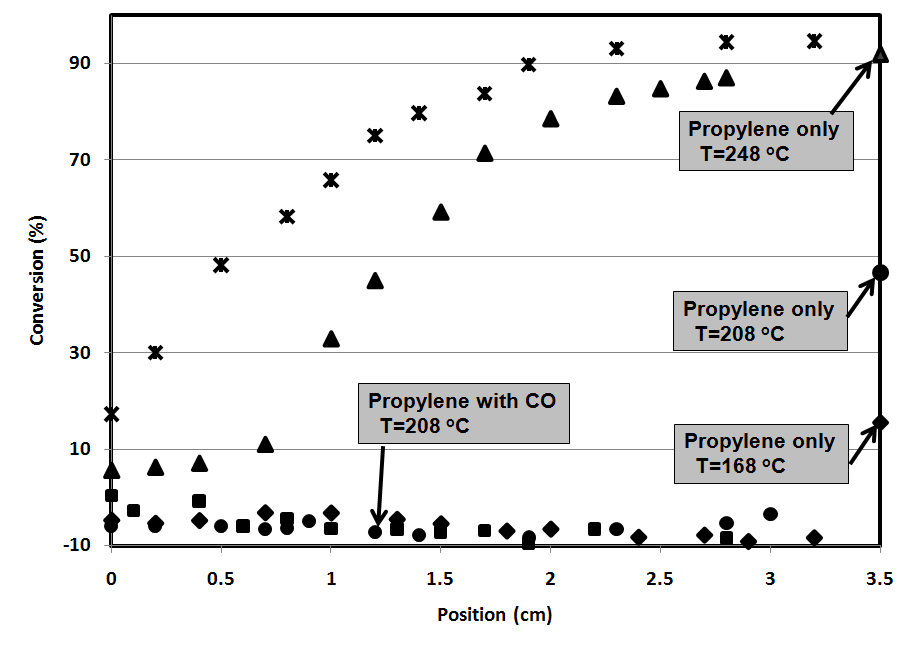 90
70
50
30
10
-10
Conversion (%)
Propylene only
T=248 °C
Propylene only
T=208 °C
Propylene with CO
T=208 °C
Propylene only
T=168 °C
0
0.5
1
1.5
2
2.5
3
3.5
Position (cm)